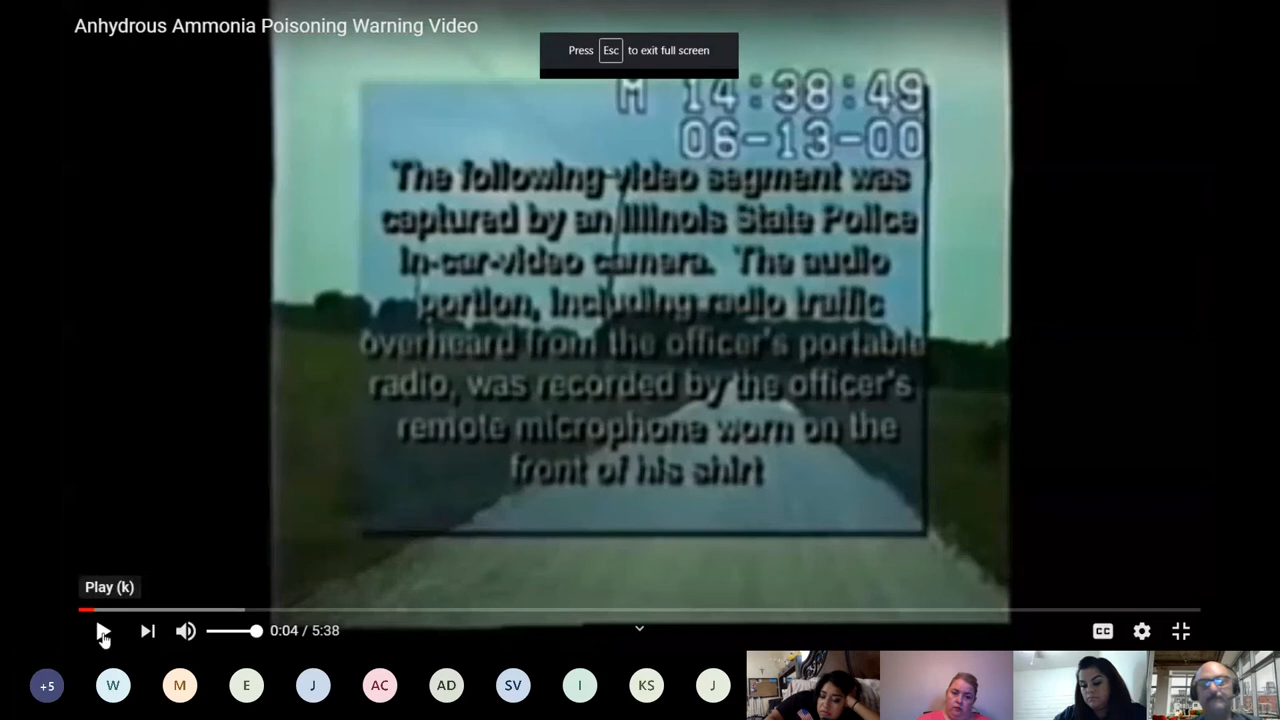 Anhydrous Ammonia Poisoning Warning Video
Press Esc to exit full screen
M 14:38:49
06-13-00
The following video segment was
captured by an Illinois State Police
in-car-video camera. The audio
portion, including radio traffic
overheard from the officer's portable
radio, was recorded by the officer's
remote microphone worn on the
front of his shirt
Play (k)
0:04 / 5:38
CC
+5 W M E J AC AD SV I KS J